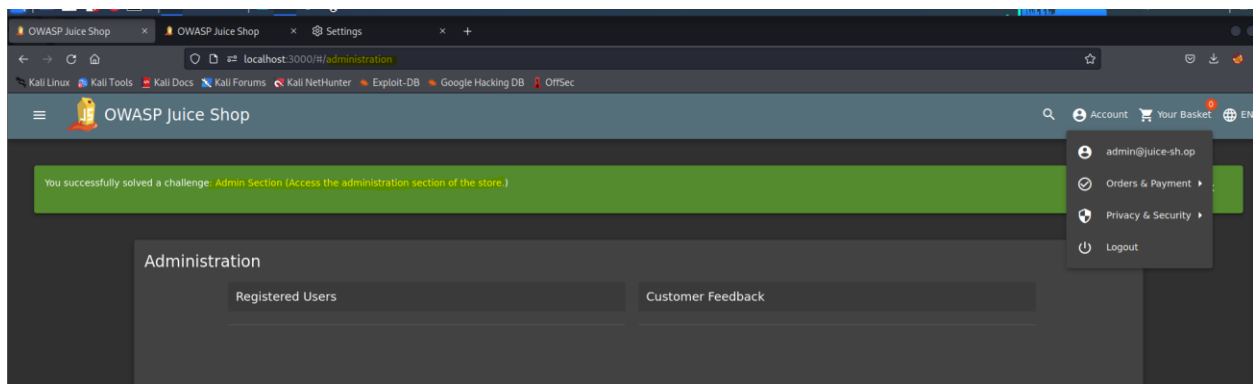 OWASP Juice Shop
OWASP Juice Shop
Settings
localhost:3000/#/administration
Kali Linux Kali Tools Kali Docs Kali Forums Kali NetHunter Exploit-DB Google Hacking DB OffSec
OWASP Juice Shop
Account
0
Your Basket
EN
You successfully solved a challenge: Admin Section (Access the administration section of the store.)
admin@juice-sh.op
Orders & Payment
Privacy & Security
Logout
Administration
Registered Users
Customer Feedback